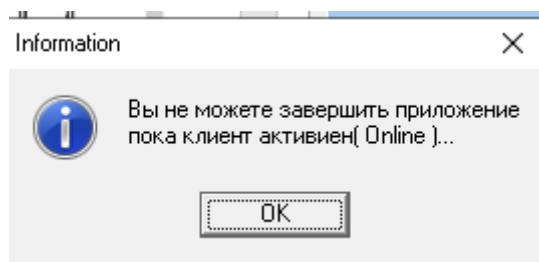 Information
Вы не можете завершить приложение
пока клиент активиен( Online )...
OK